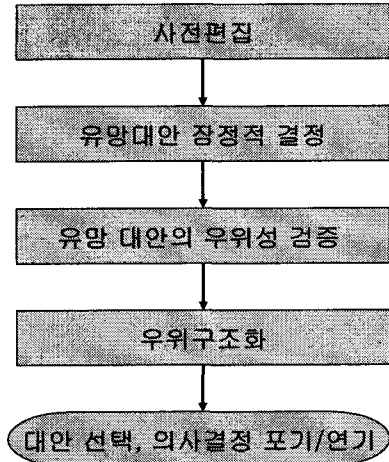 사전편집
유망대안 잠정적 결정
유망 대안의 우위성 검증
우위구조화
대안 선택, 의사결정 포기/연기